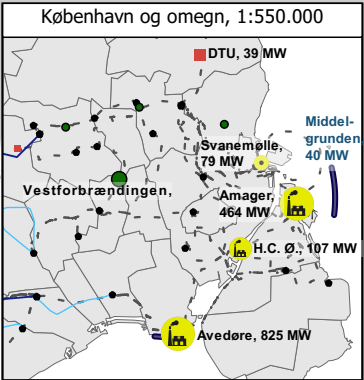 København og omegn, 1:550.000
DTU, 39 MW
Svanemølle,
79 MW
Middel-
grunden
40 MW
Vestforbrændingen,
Amager,
464 MW
H.C. Ø., 107 MW
Avedøre, 825 MW